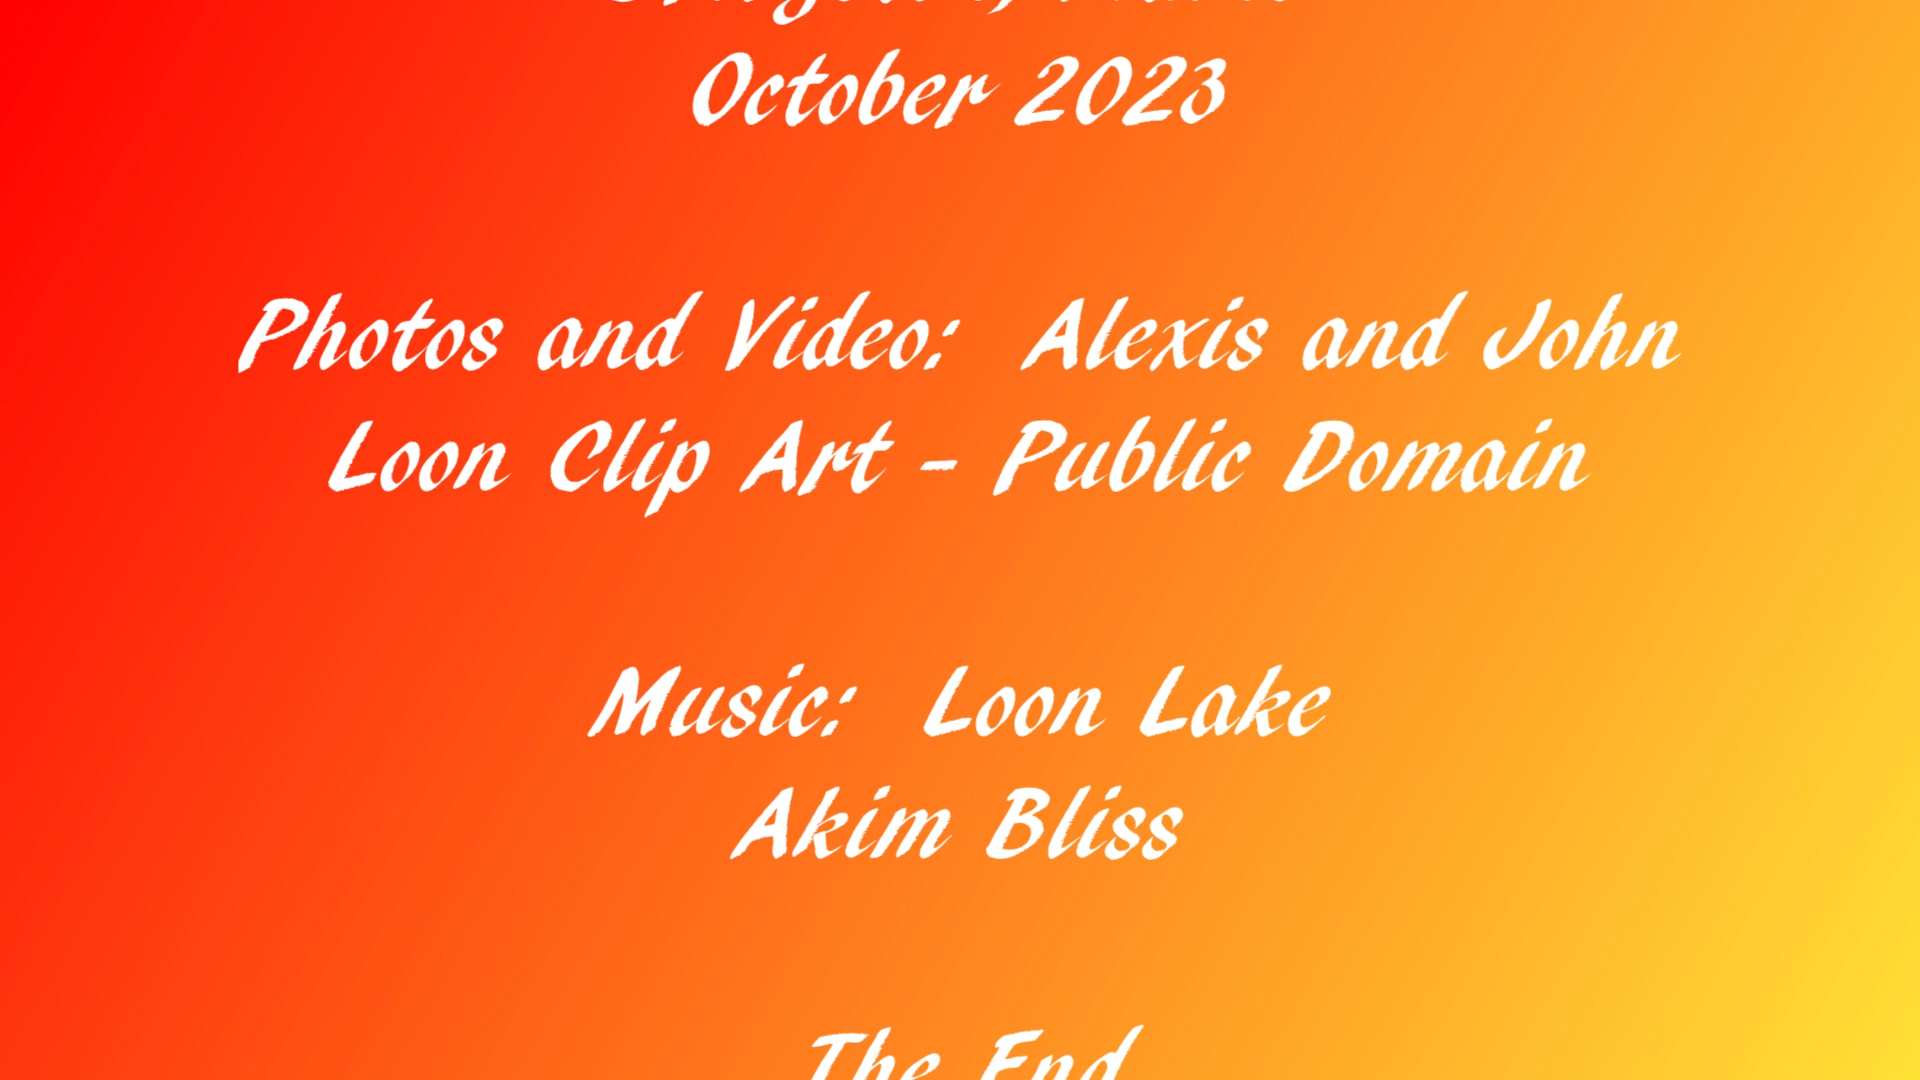 October 2023
Photos and Video: Alexis and John
Loon Clip Art - Public Domain
Music: Loon Lake
Akim Bliss
The End